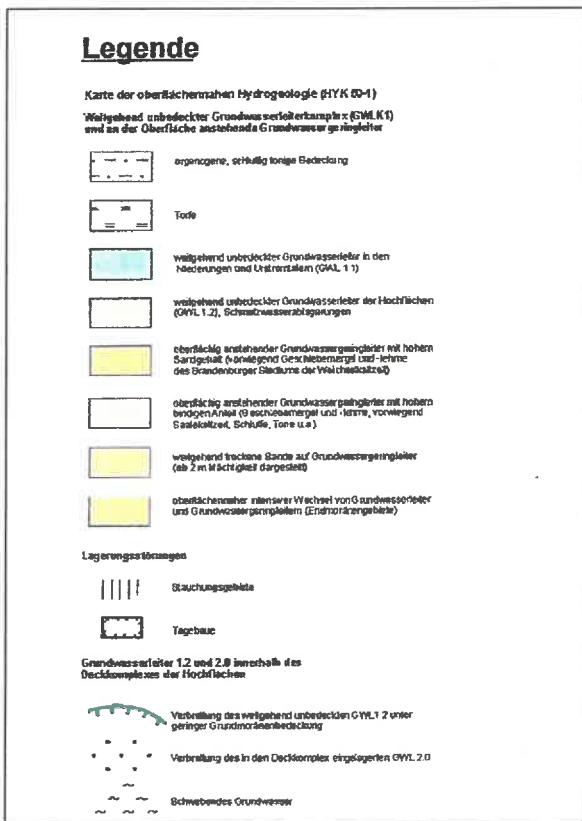 Legende
Karte der oberflächennahen Hydrogeologie (HYK 50-1)
Weitgehend unbedeckter Grundwasserleiterkomplex (GWLK1)
und an der Oberfläche anstehende Grundwassergeringleiter
organogene, schluffig tonige Bedeckung
Torfe
weitgehend unbedeckter Grundwasserleiter in den
Niederungen und Urstromtälern (GWL 1.1)
weitgehend unbedeckter Grundwasserleiter der Hochflächen
(GWL 1.2), Schmelzwasserablagerungen
oberflächig anstehender Grundwassergeringleiter mit hohem
Sandgehalt (vorwiegend Geschiebemergel und -lehme
des Brandenburger Stadiums der Weichselkaltzeit)
oberflächig anstehender Grundwassergeringleiter mit hohem
bindigen Anteil (Geschiebemergel und -lehme, vorwiegend
Saalekaltzeit, Schluffe, Tone u.a.)
weitgehend trockene Sande auf Grundwassergeringleiter
(ab 2 m Mächtigkeit dargestellt)
oberflächennaher intensiver Wechsel von Grundwasserleiter
und Grundwassergeringleitern (Endmoränengebiete)
Lagerungsstörungen
Stauchungsgebiete
Tagebaue
Grundwasserleiter 1.2 und 2.0 innerhalb des
Deckkomplexes der Hochflächen
Verbreitung des weitgehend unbedeckten GWL1.2 unter
geringer Grundmoränenbedeckung
Verbreitung des in den Deckkomplex eingelagerten GWL 2.0
Schwebendes Grundwasser